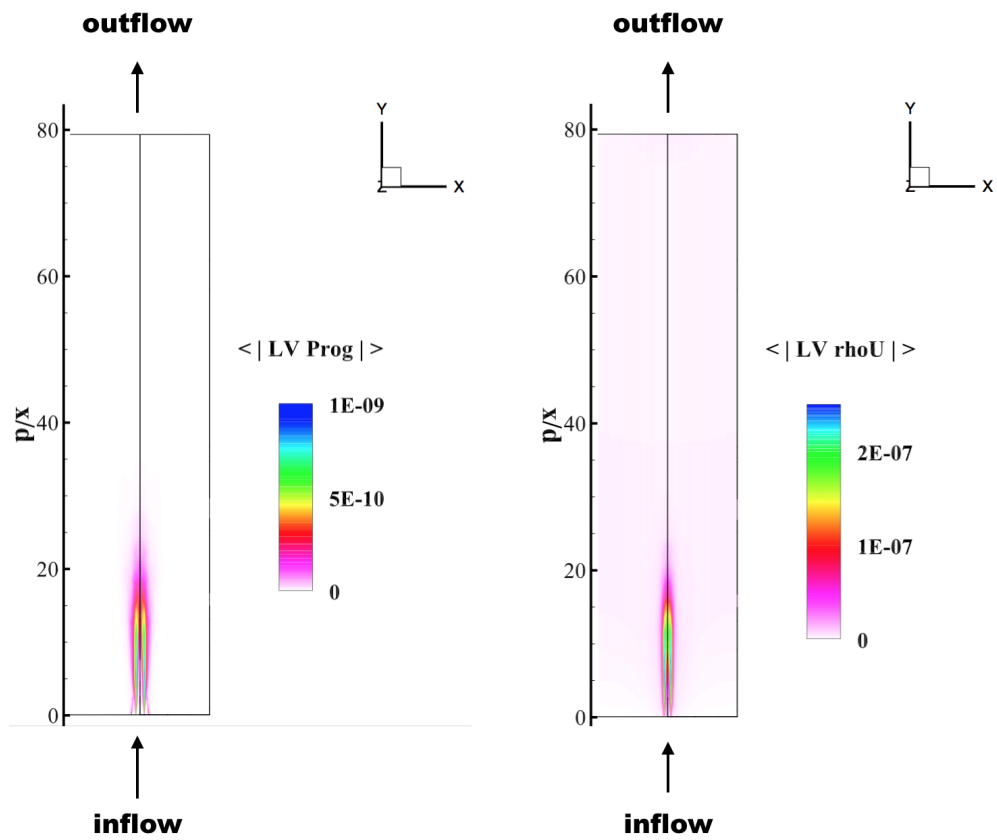 outflow
80
60
40
20
0
x/d
Y
Z
X
< | LV Prog | >
1E-09
5E-10
0
inflow
outflow
80
60
40
20
0
x/d
Y
Z
X
< | LV rhoU | >
2E-07
1E-07
0
inflow